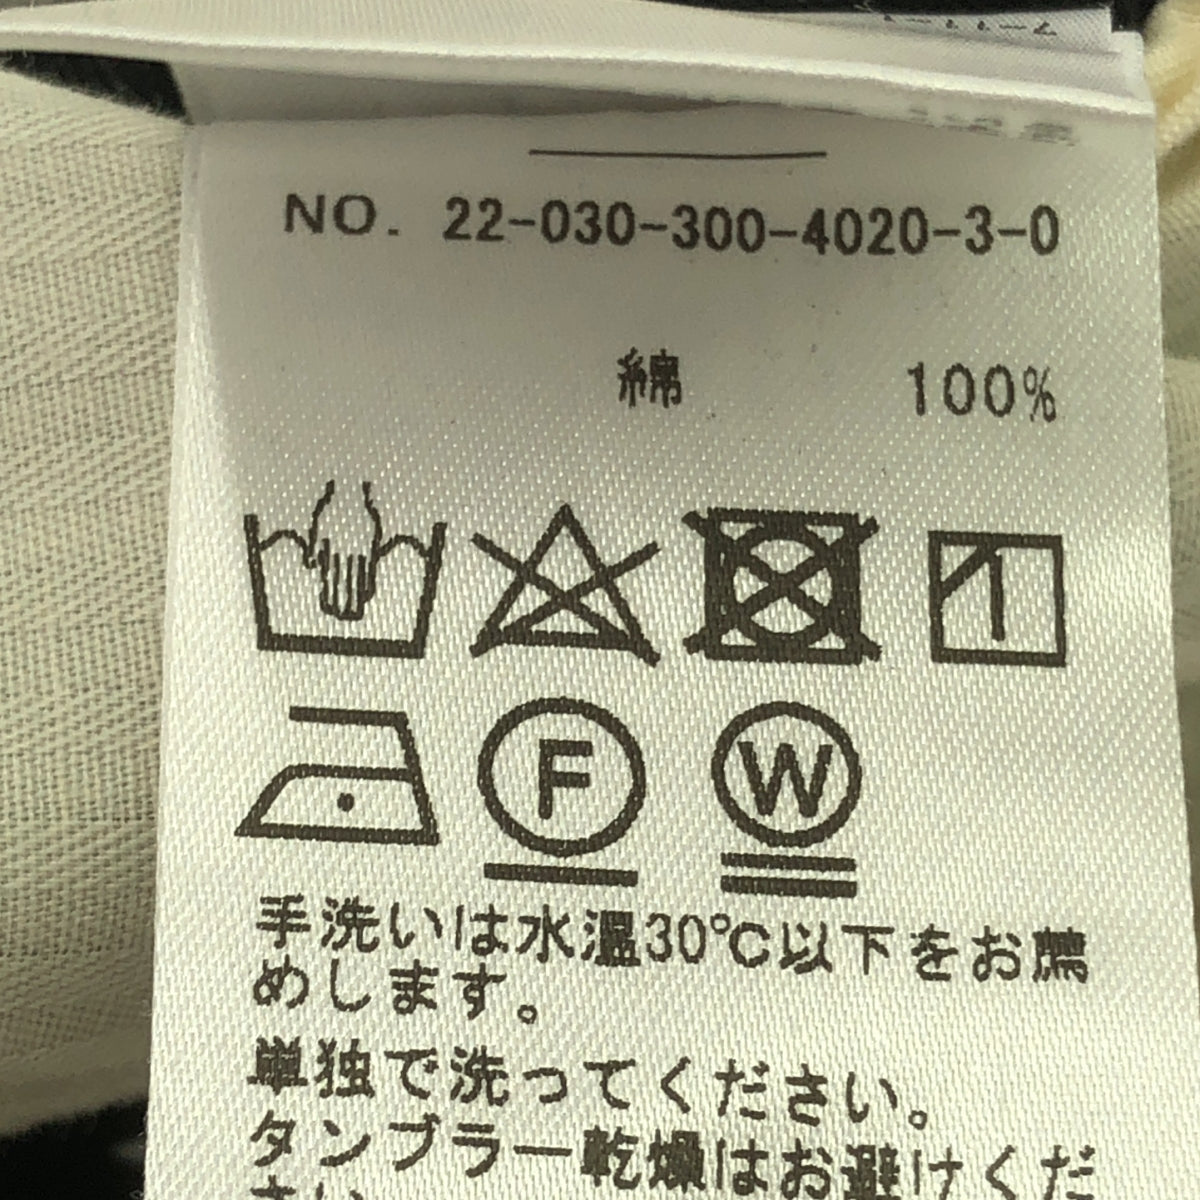 NO. 22-030-300-4020-3-0
綿 100%
F W
手洗いは水温30℃以下をお薦
めします。
単独で洗ってください。
タンブラー乾燥はお避けくだ
さい